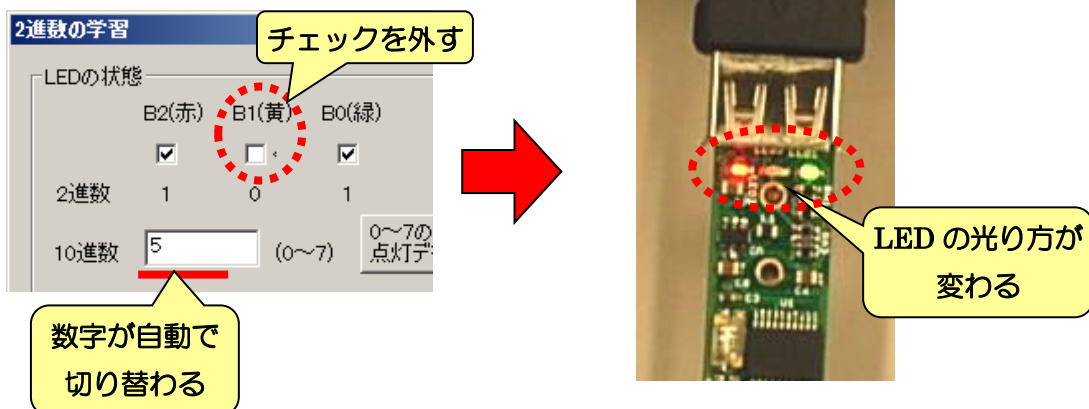 2進数の学習
チェックを外す
LEDの状態
B2(赤) B1(黄) B0(緑)
2進数 1 0 1
10進数 5 (0～7)
0～7の
点灯デ
数字が自動で
切り替わる
LED の光り方が
変わる